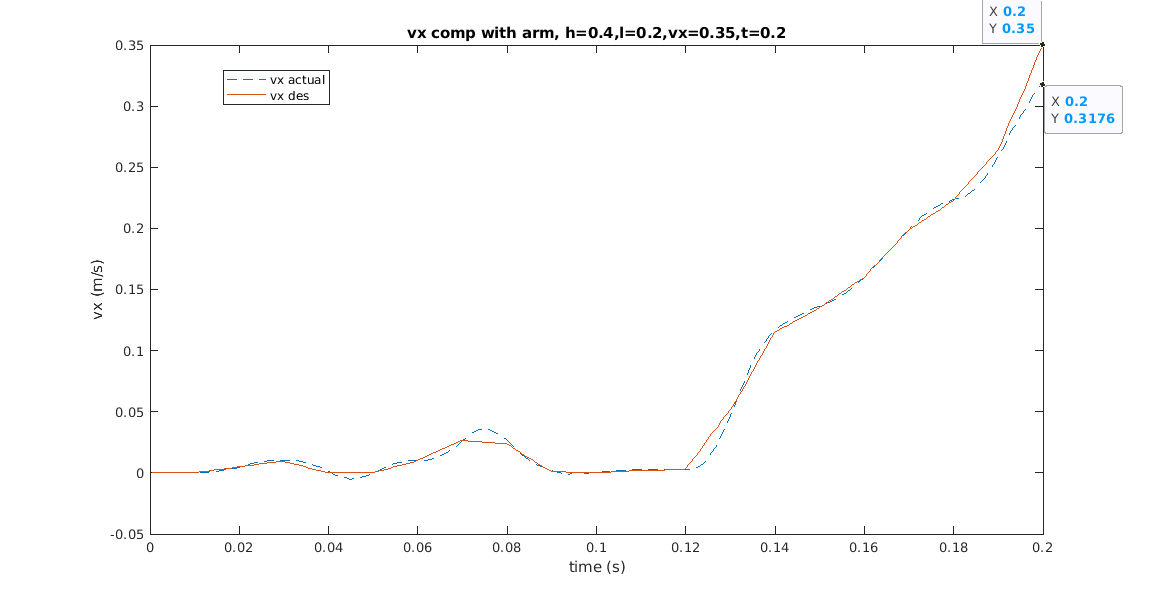 X 0.2
Y 0.35
vx comp with arm, h=0.4,l=0.2,vx=0.35,t=0.2
0.35
vx actual
vx des
X 0.2
Y 0.3176
0.3
0.25
0.2
0.15
0.1
0.05
0
-0.05
vx (m/s)
0
0.02
0.04
0.06
0.08
0.1
0.12
0.14
0.16
0.18
0.2
time (s)